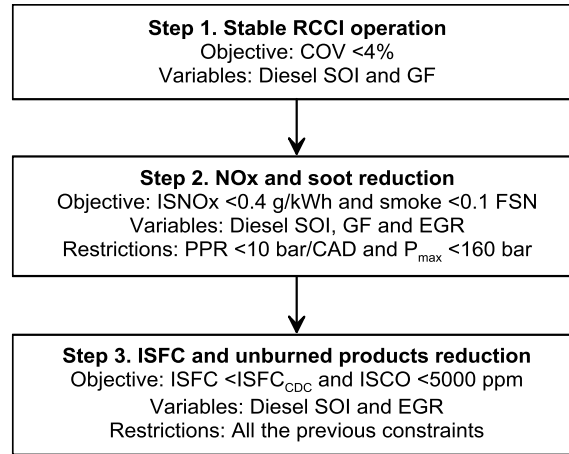 Step 1. Stable RCCI operation
Objective: COV <4%
Variables: Diesel SOI and GF
Step 2. NOx and soot reduction
Objective: ISNOx <0.4 g/kWh and smoke <0.1 FSN
Variables: Diesel SOI, GF and EGR
Restrictions: PPR <10 bar/CAD and Pmax <160 bar
Step 3. ISFC and unburned products reduction
Objective: ISFC <ISFCCDC and ISCO <5000 ppm
Variables: Diesel SOI and EGR
Restrictions: All the previous constraints